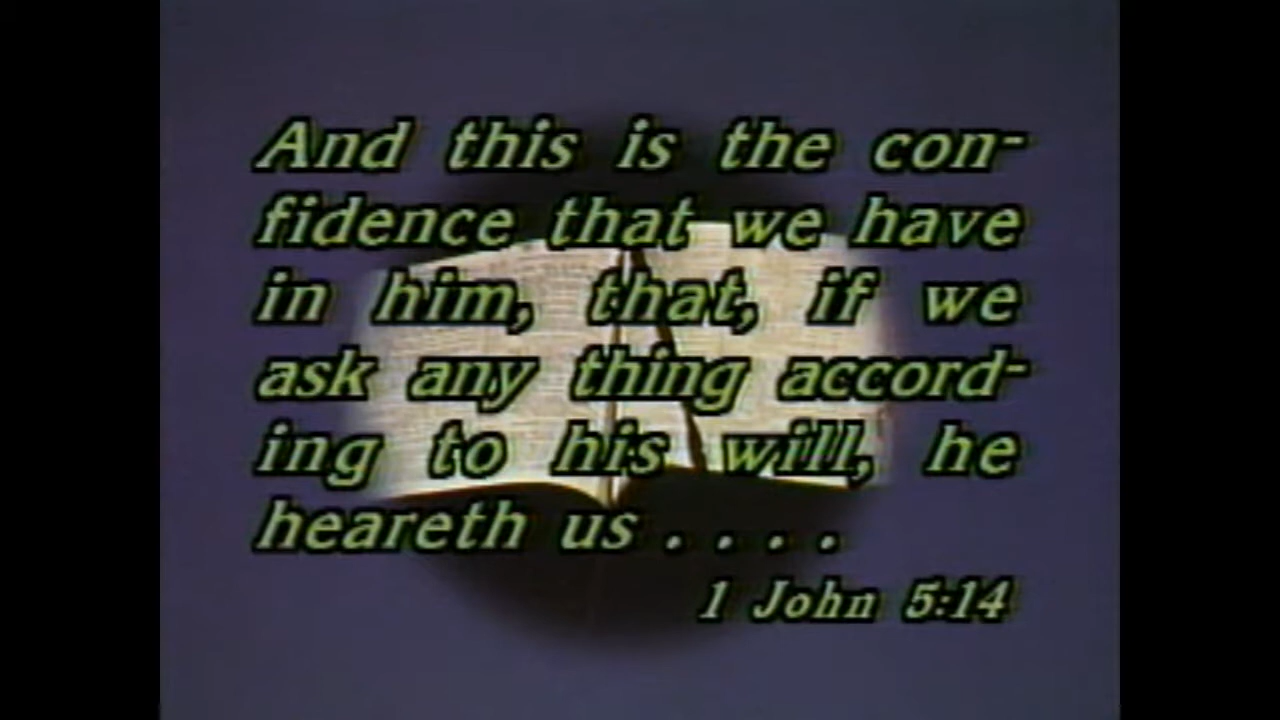 And this is the con-
fidence that we have
in him, that, if we
ask any thing accord-
ing to his will, he
heareth us . . . .
1 John 5:14